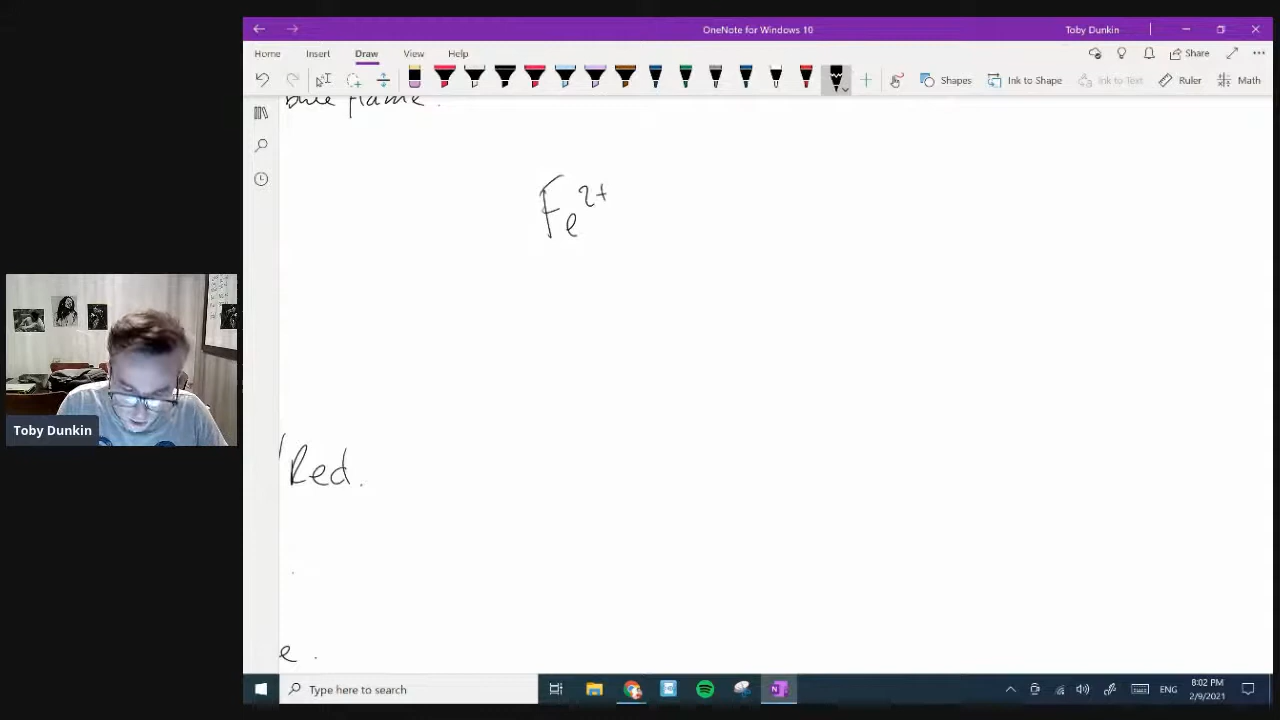 OneNote for Windows 10
Toby Dunkin
Home Insert Draw View Help
Share
Shapes Ink to Shape Ink to Text Ruler Math
flame.
Fe²⁺
Toby Dunkin
/Red.
e.
Type here to search
ENG
8:02 PM
2/9/2021